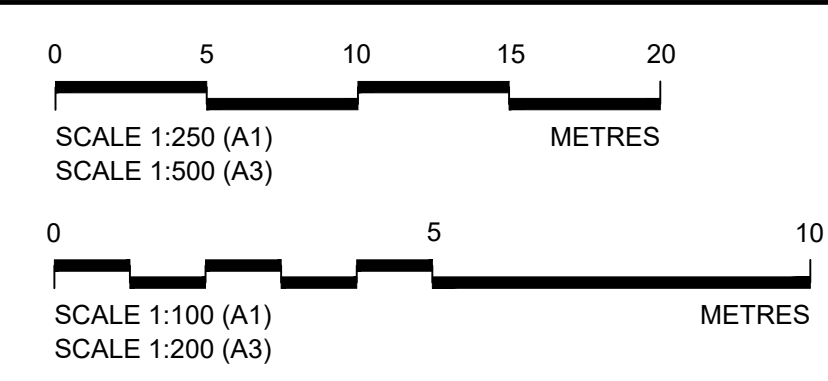 0 5 10 15 20
SCALE 1:250 (A1) METRES
SCALE 1:500 (A3)
0 5 10
SCALE 1:100 (A1) METRES
SCALE 1:200 (A3)